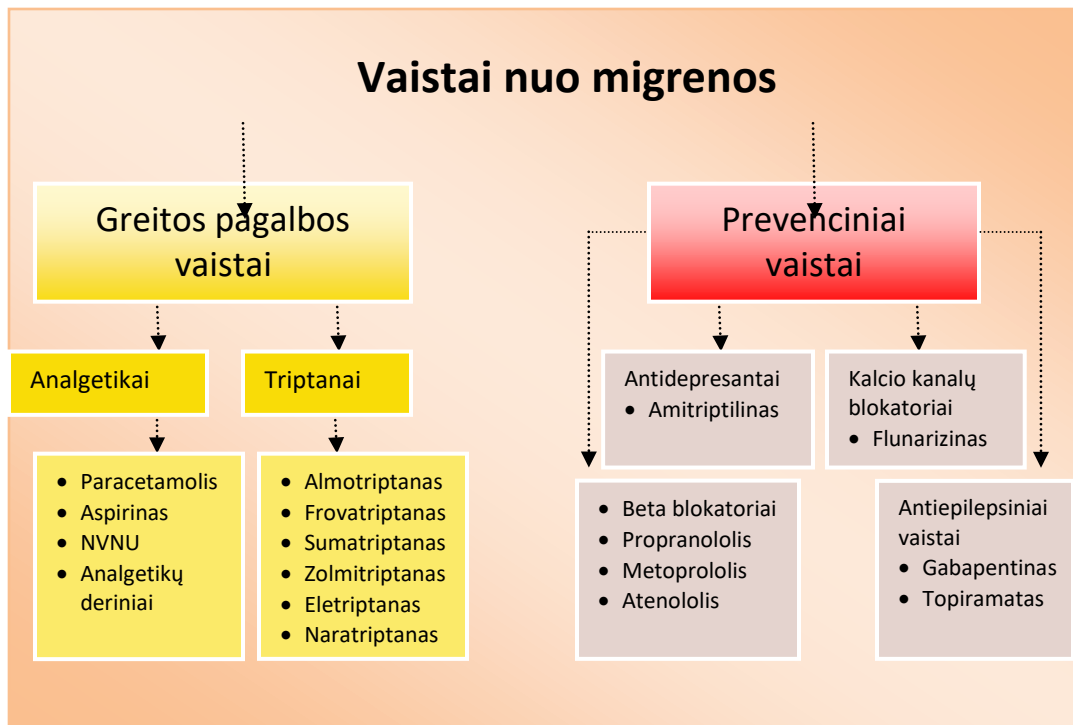 Vaistai nuo migrenos
Greitos pagalbos
vaistai
Prevenciniai
vaistai
Analgetikai
Triptanai
Antidepresantai
• Amitriptilinas
Kalcio kanalų
blokatoriai
• Flunarizinas
• Paracetamolis
• Aspirinas
• NVNU
• Analgetikų
deriniai
• Almotriptanas
• Frovatriptanas
• Sumatriptanas
• Zolmitriptanas
• Eletriptanas
• Naratriptanas
• Beta blokatoriai
• Propranololis
• Metoprololis
• Atenololis
Antiepilepsiniai
vaistai
• Gabapentinas
• Topiramatas